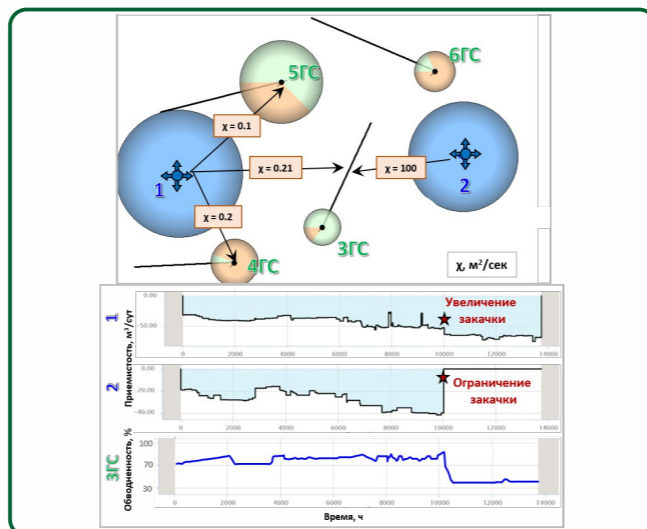 6ГС
5ГС
χ = 0.1
1
χ = 0.21
χ = 100
2
χ = 0.2
3ГС
4ГС
χ, м²/сек
1
2
3ГС
Приемистость, м³/сут
Обводненность, %
0.00
-50.00
Увеличение
закачки
0 2000 4000 6000 8000 10000 12000 14000
0.00
-20.00
-40.00
Ограничение
закачки
0 2000 4000 6000 8000 10000 12000 14000
100
70
30
0 2000 4000 6000 8000 10000 12000 14000
Время, ч